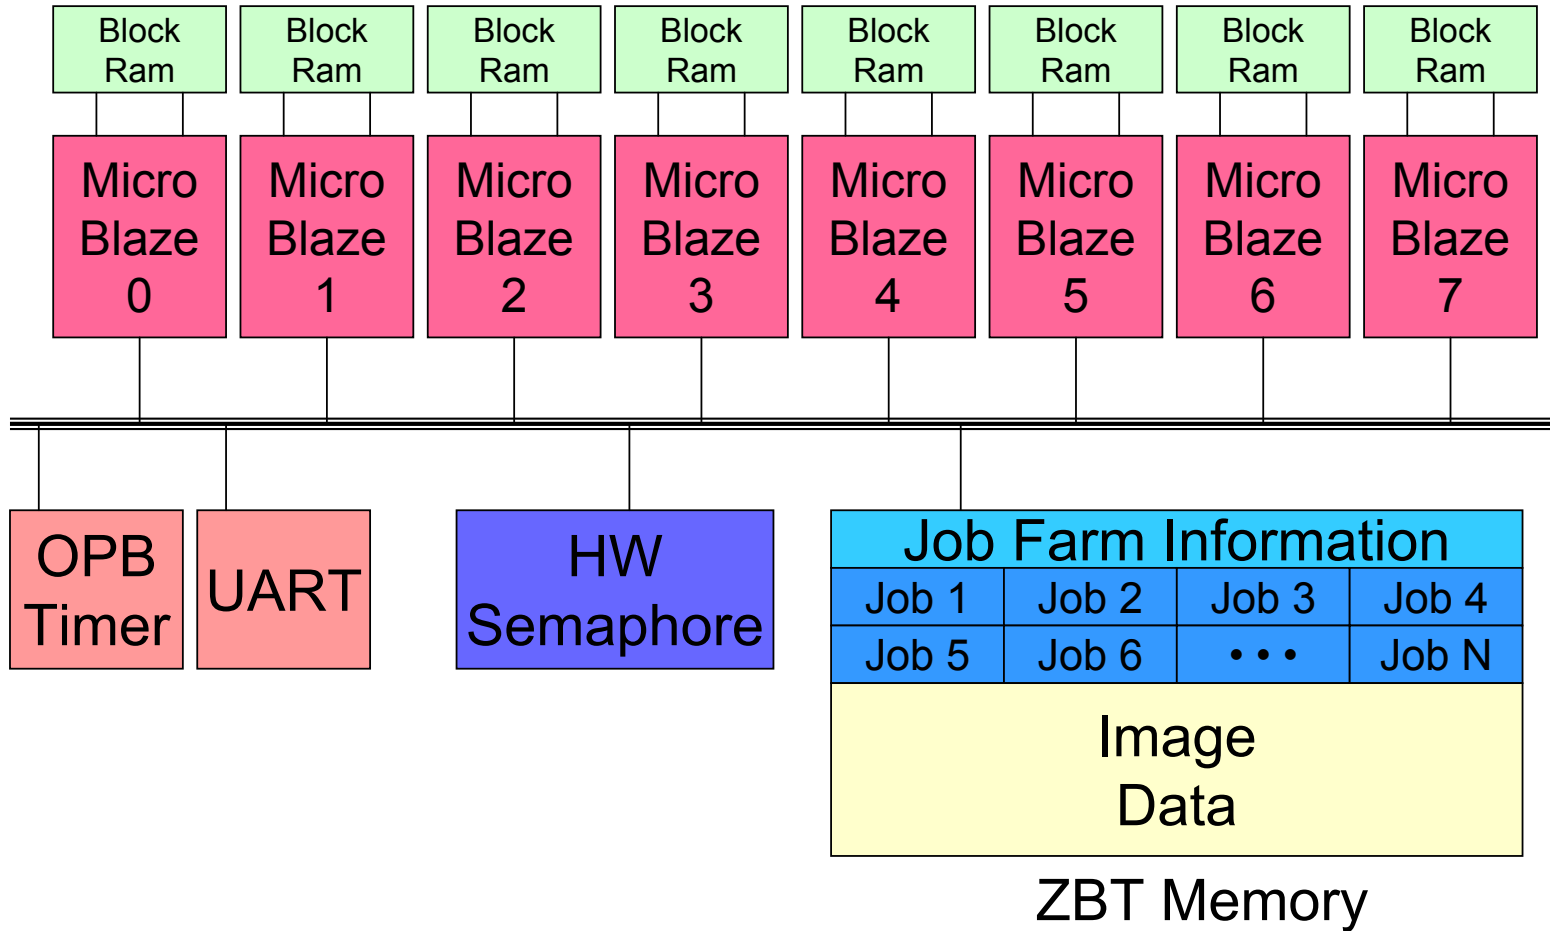 Block
Ram
Block
Ram
Block
Ram
Block
Ram
Block
Ram
Block
Ram
Block
Ram
Block
Ram
Micro
Blaze
0
Micro
Blaze
1
Micro
Blaze
2
Micro
Blaze
3
Micro
Blaze
4
Micro
Blaze
5
Micro
Blaze
6
Micro
Blaze
7
OPB
Timer
UART
HW
Semaphore
Job Farm Information
Job 1
Job 2
Job 3
Job 4
Job 5
Job 6
• • •
Job N
Image
Data
ZBT Memory